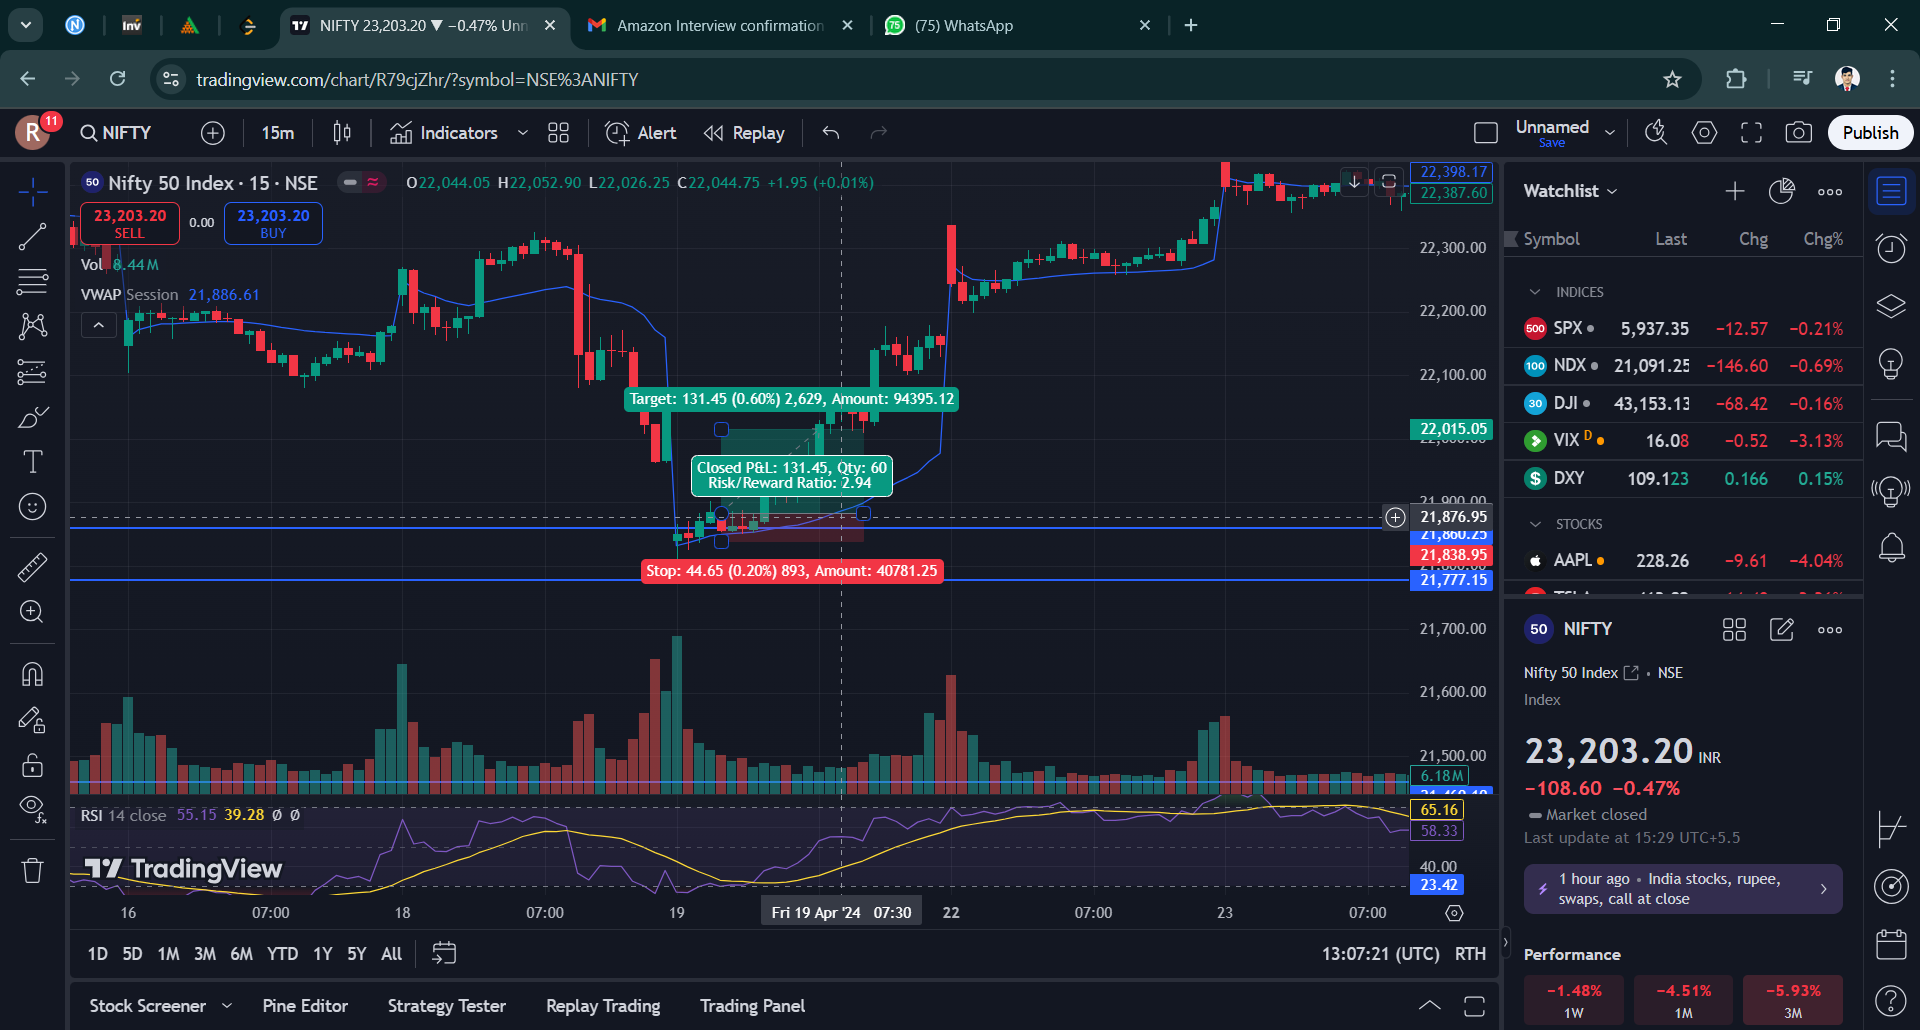 Inv
NIFTY 23,203.20 ▼ −0.47% Unn
Amazon Interview confirmation
75
(75) WhatsApp
tradingview.com/chart/R79cjZhr/?symbol=NSE%3ANIFTY
R
11
NIFTY
15m
Indicators
Alert
Replay
Unnamed
Save
Publish
50 Nifty 50 Index · 15 · NSE
O22,044.05 H22,052.90 L22,026.25 C22,044.75 +1.95 (+0.01%)
23,203.20
SELL
0.00
23,203.20
BUY
Vol 8.44 M
VWAP Session 21,886.61
Target: 131.45 (0.60%) 2,629, Amount: 94395.12
Closed P&L: 131.45, Qty: 60
Risk/Reward Ratio: 2.94
Stop: 44.65 (0.20%) 893, Amount: 40781.25
22,398.17
22,387.60
22,300.00
22,200.00
22,100.00
22,015.05
21,900.00
21,876.95
21,860.25
21,838.95
21,777.15
21,700.00
21,600.00
21,500.00
6.18 M
RSI 14 close 55.15 39.28 Ø Ø
65.16
58.33
40.00
23.42
TradingView
16
07:00
18
07:00
19
Fri 19 Apr '24 07:30
22
07:00
23
07:00
1D 5D 1M 3M 6M YTD 1Y 5Y All
13:07:21 (UTC) RTH
Stock Screener
Pine Editor
Strategy Tester
Replay Trading
Trading Panel
Watchlist
Symbol Last Chg Chg%
INDICES
500 SPX 5,937.35 −12.57 −0.21%
100 NDX 21,091.25 −146.60 −0.69%
30 DJI 43,153.13 −68.42 −0.16%
VIX D 16.08 −0.52 −3.13%
$ DXY 109.123 0.166 0.15%
STOCKS
AAPL 228.26 −9.61 −4.04%
50 NIFTY
Nifty 50 Index · NSE
Index
23,203.20 INR
−108.60 −0.47%
Market closed
Last update at 15:29 UTC+5.5
1 hour ago · India stocks, rupee,
swaps, call at close
Performance
−1.48%
1W
−4.51%
1M
−5.93%
3M